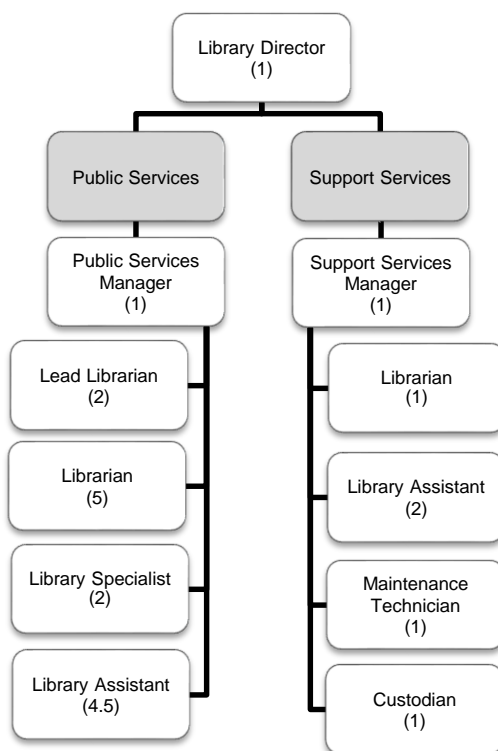 Library Director
(1)
Public Services
Support Services
Public Services
Manager
(1)
Support Services
Manager
(1)
Lead Librarian
(2)
Librarian
(5)
Library Specialist
(2)
Library Assistant
(4.5)
Librarian
(1)
Library Assistant
(2)
Maintenance
Technician
(1)
Custodian
(1)